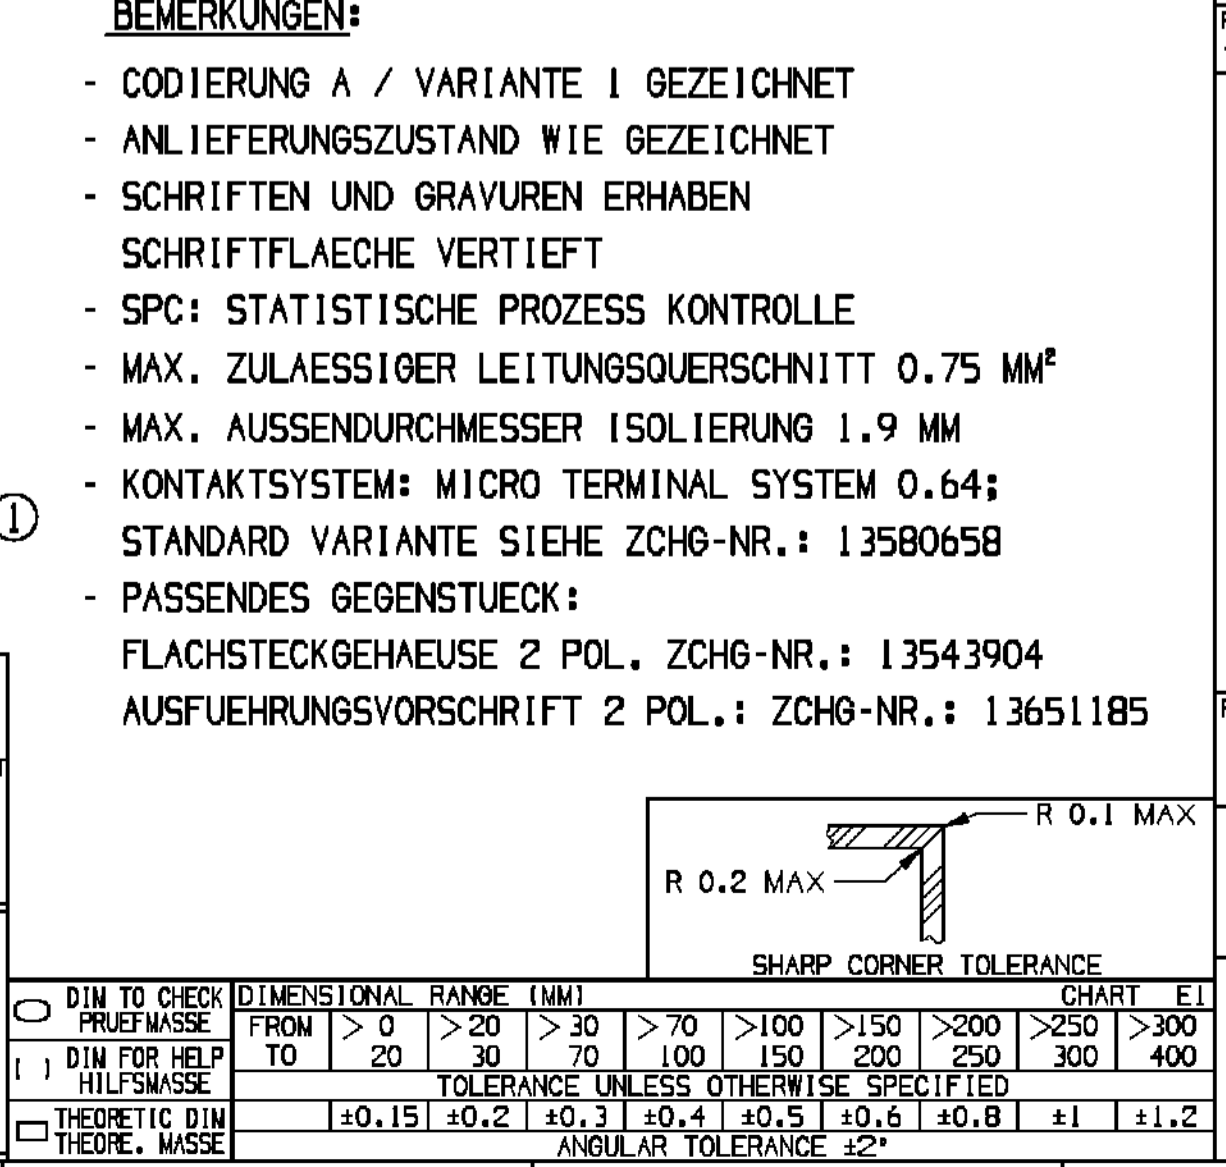 BEMERKUNGEN:
- CODIERUNG A / VARIANTE 1 GEZEICHNET
- ANLIEFERUNGSZUSTAND WIE GEZEICHNET
- SCHRIFTEN UND GRAVUREN ERHABEN
SCHRIFTFLAECHE VERTIEFT
- SPC: STATISTISCHE PROZESS KONTROLLE
- MAX. ZULAESSIGER LEITUNGSQUERSCHNITT 0.75 MM²
- MAX. AUSSENDURCHMESSER ISOLIERUNG 1.9 MM
- KONTAKTSYSTEM: MICRO TERMINAL SYSTEM 0.64;
1
STANDARD VARIANTE SIEHE ZCHG-NR.: 13580658
- PASSENDES GEGENSTUECK:
FLACHSTECKGEHAEUSE 2 POL. ZCHG-NR.: 13543904
AUSFUEHRUNGSVORSCHRIFT 2 POL.: ZCHG-NR.: 13651185
R 0.1 MAX
R 0.2 MAX
SHARP CORNER TOLERANCE
DIM TO CHECK
PRUEFMASSE
( ) DIM FOR HELP
HILFSMASSE
THEORETIC DIM
THEORE. MASSE
DIMENSIONAL RANGE (MM) CHART E1
FROM >0 >20 >30 >70 >100 >150 >200 >250 >300
TO 20 30 70 100 150 200 250 300 400
TOLERANCE UNLESS OTHERWISE SPECIFIED
±0.15 ±0.2 ±0.3 ±0.4 ±0.5 ±0.6 ±0.8 ±1 ±1.2
ANGULAR TOLERANCE ±2°